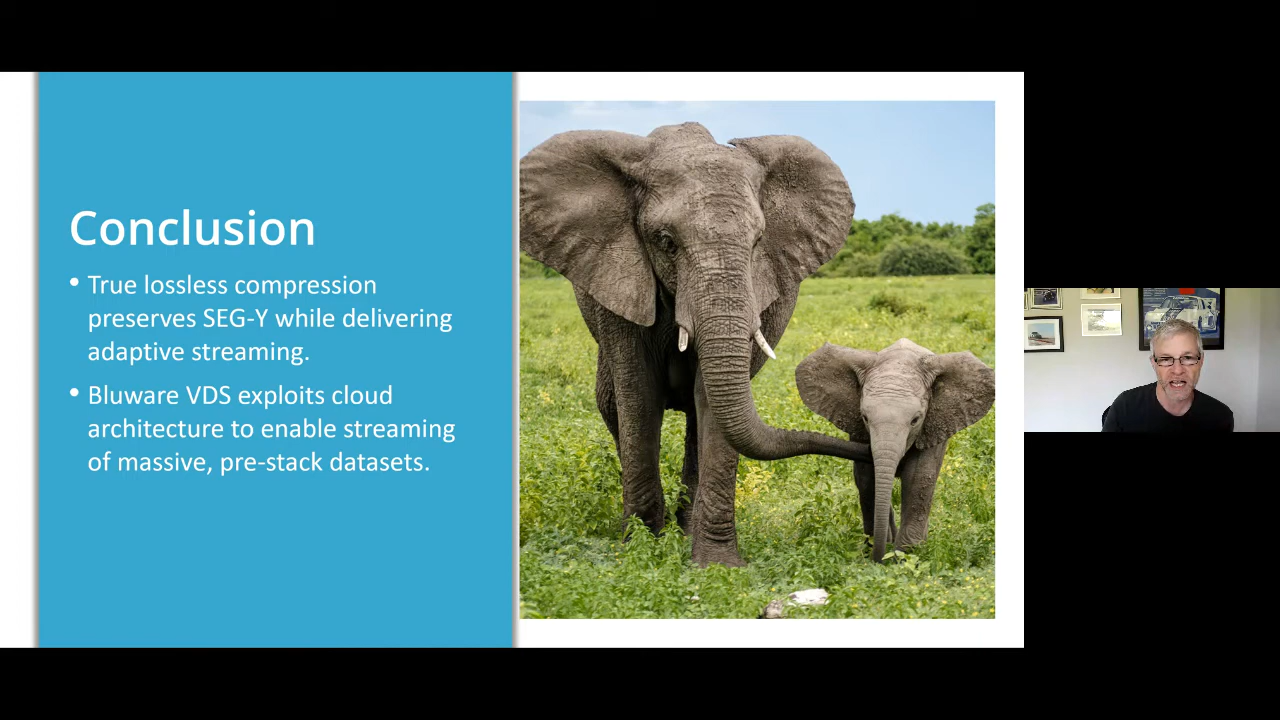 Conclusion
• True lossless compression
preserves SEG-Y while delivering
adaptive streaming.
• Bluware VDS exploits cloud
architecture to enable streaming
of massive, pre-stack datasets.